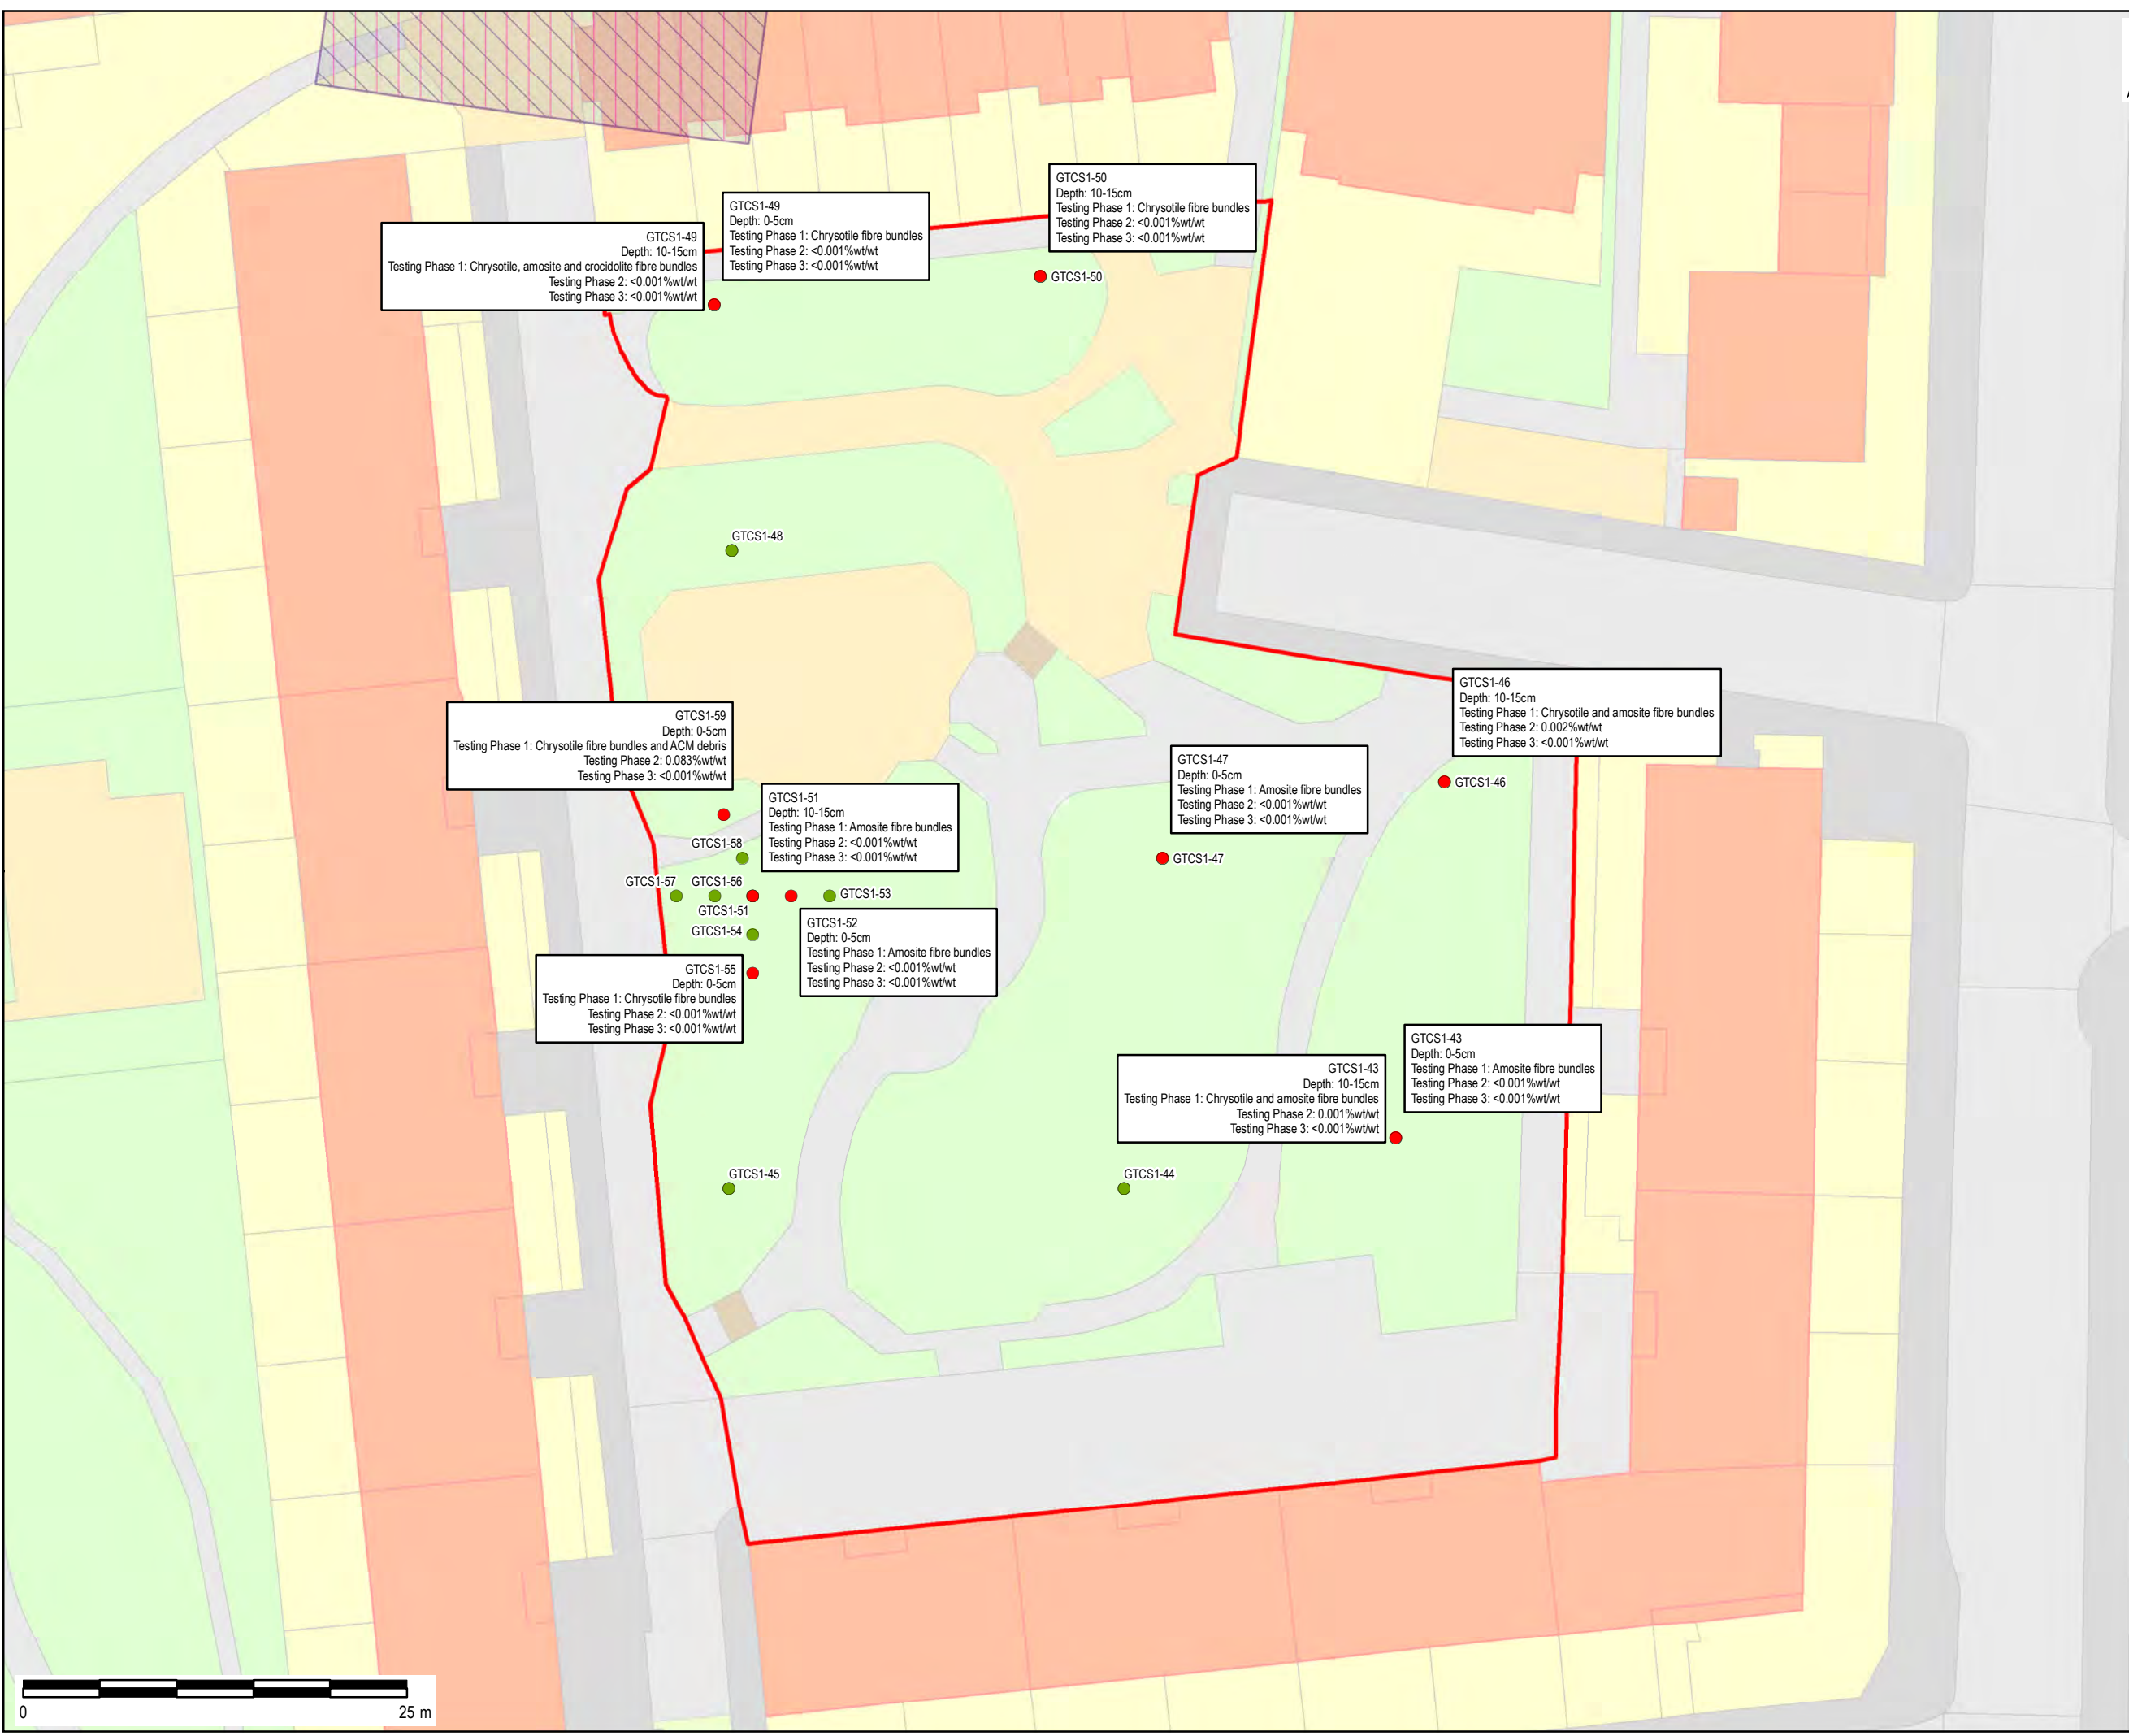 GTCS1-50
Depth: 10-15cm
Testing Phase 1: Chrysotile fibre bundles
Testing Phase 2: <0.001%wt/wt
Testing Phase 3: <0.001%wt/wt
GTCS1-49
Depth: 0-5cm
Testing Phase 1: Chrysotile fibre bundles
Testing Phase 2: <0.001%wt/wt
Testing Phase 3: <0.001%wt/wt
GTCS1-49
Depth: 10-15cm
Testing Phase 1: Chrysotile, amosite and crocidolite fibre bundles
Testing Phase 2: <0.001%wt/wt
Testing Phase 3: <0.001%wt/wt
GTCS1-50
GTCS1-48
GTCS1-46
Depth: 10-15cm
Testing Phase 1: Chrysotile and amosite fibre bundles
Testing Phase 2: 0.002%wt/wt
Testing Phase 3: <0.001%wt/wt
GTCS1-59
Depth: 0-5cm
Testing Phase 1: Chrysotile fibre bundles and ACM debris
Testing Phase 2: 0.083%wt/wt
Testing Phase 3: <0.001%wt/wt
GTCS1-47
Depth: 0-5cm
Testing Phase 1: Amosite fibre bundles
Testing Phase 2: <0.001%wt/wt
Testing Phase 3: <0.001%wt/wt
GTCS1-46
GTCS1-51
Depth: 10-15cm
Testing Phase 1: Amosite fibre bundles
Testing Phase 2: <0.001%wt/wt
Testing Phase 3: <0.001%wt/wt
GTCS1-58
GTCS1-47
GTCS1-57
GTCS1-56
GTCS1-53
GTCS1-51
GTCS1-54
GTCS1-52
Depth: 0-5cm
Testing Phase 1: Amosite fibre bundles
Testing Phase 2: <0.001%wt/wt
Testing Phase 3: <0.001%wt/wt
GTCS1-55
Depth: 0-5cm
Testing Phase 1: Chrysotile fibre bundles
Testing Phase 2: <0.001%wt/wt
Testing Phase 3: <0.001%wt/wt
GTCS1-43
Depth: 0-5cm
Testing Phase 1: Amosite fibre bundles
Testing Phase 2: <0.001%wt/wt
Testing Phase 3: <0.001%wt/wt
GTCS1-43
Depth: 10-15cm
Testing Phase 1: Chrysotile and amosite fibre bundles
Testing Phase 2: 0.001%wt/wt
Testing Phase 3: <0.001%wt/wt
GTCS1-45
GTCS1-44
0
25 m